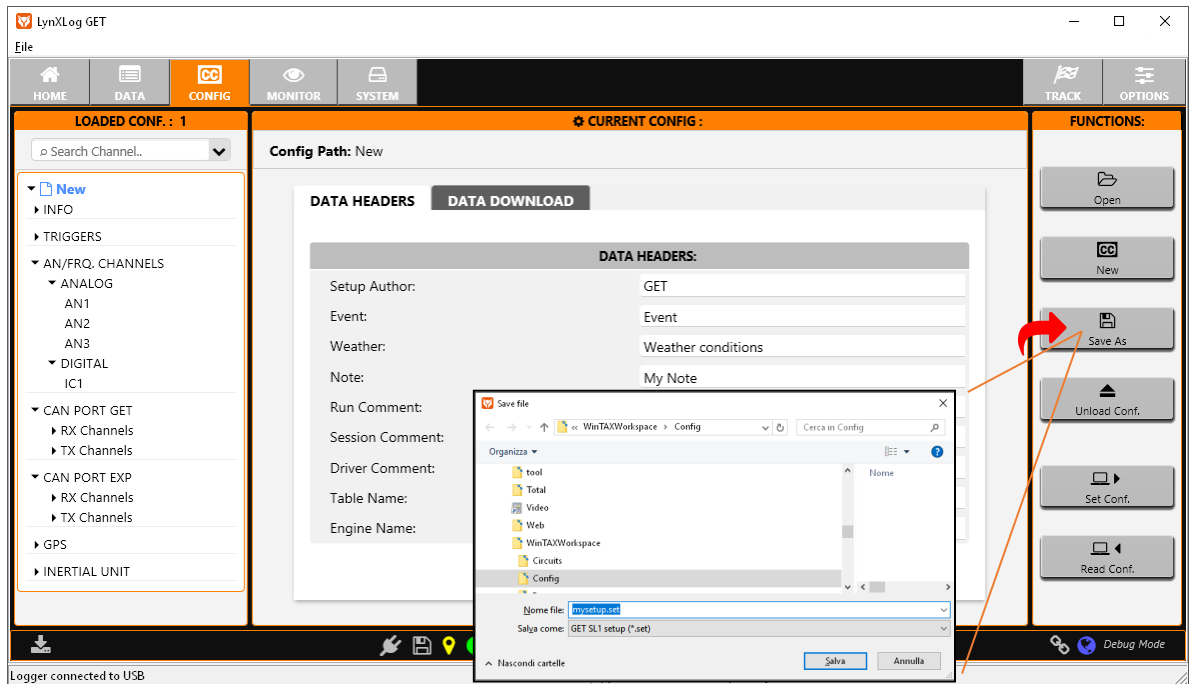 LynXLog GET
File
HOME
DATA
CONFIG
MONITOR
SYSTEM
TRACK
OPTIONS
LOADED CONF. : 1
Search Channel..
New
INFO
TRIGGERS
AN/FRQ. CHANNELS
ANALOG
AN1
AN2
AN3
DIGITAL
IC1
CAN PORT GET
RX Channels
TX Channels
CAN PORT EXP
RX Channels
TX Channels
GPS
INERTIAL UNIT
CURRENT CONFIG :
Config Path: New
DATA HEADERS
DATA DOWNLOAD
DATA HEADERS:
Setup Author: GET
Event: Event
Weather: Weather conditions
Note: My Note
Run Comment:
Session Comment:
Driver Comment:
Table Name:
Engine Name:
Save file
« WinTAXWorkspace › Config
Cerca in Config
Organizza
tool
Total
Video
Web
WinTAXWorkspace
Circuits
Config
Nome
Nome file: mysetup.set
Salva come: GET SL1 setup (*.set)
Nascondi cartelle
Salva
Annulla
FUNCTIONS:
Open
CC
New
Save As
Unload Conf.
Set Conf.
Read Conf.
Debug Mode
Logger connected to USB